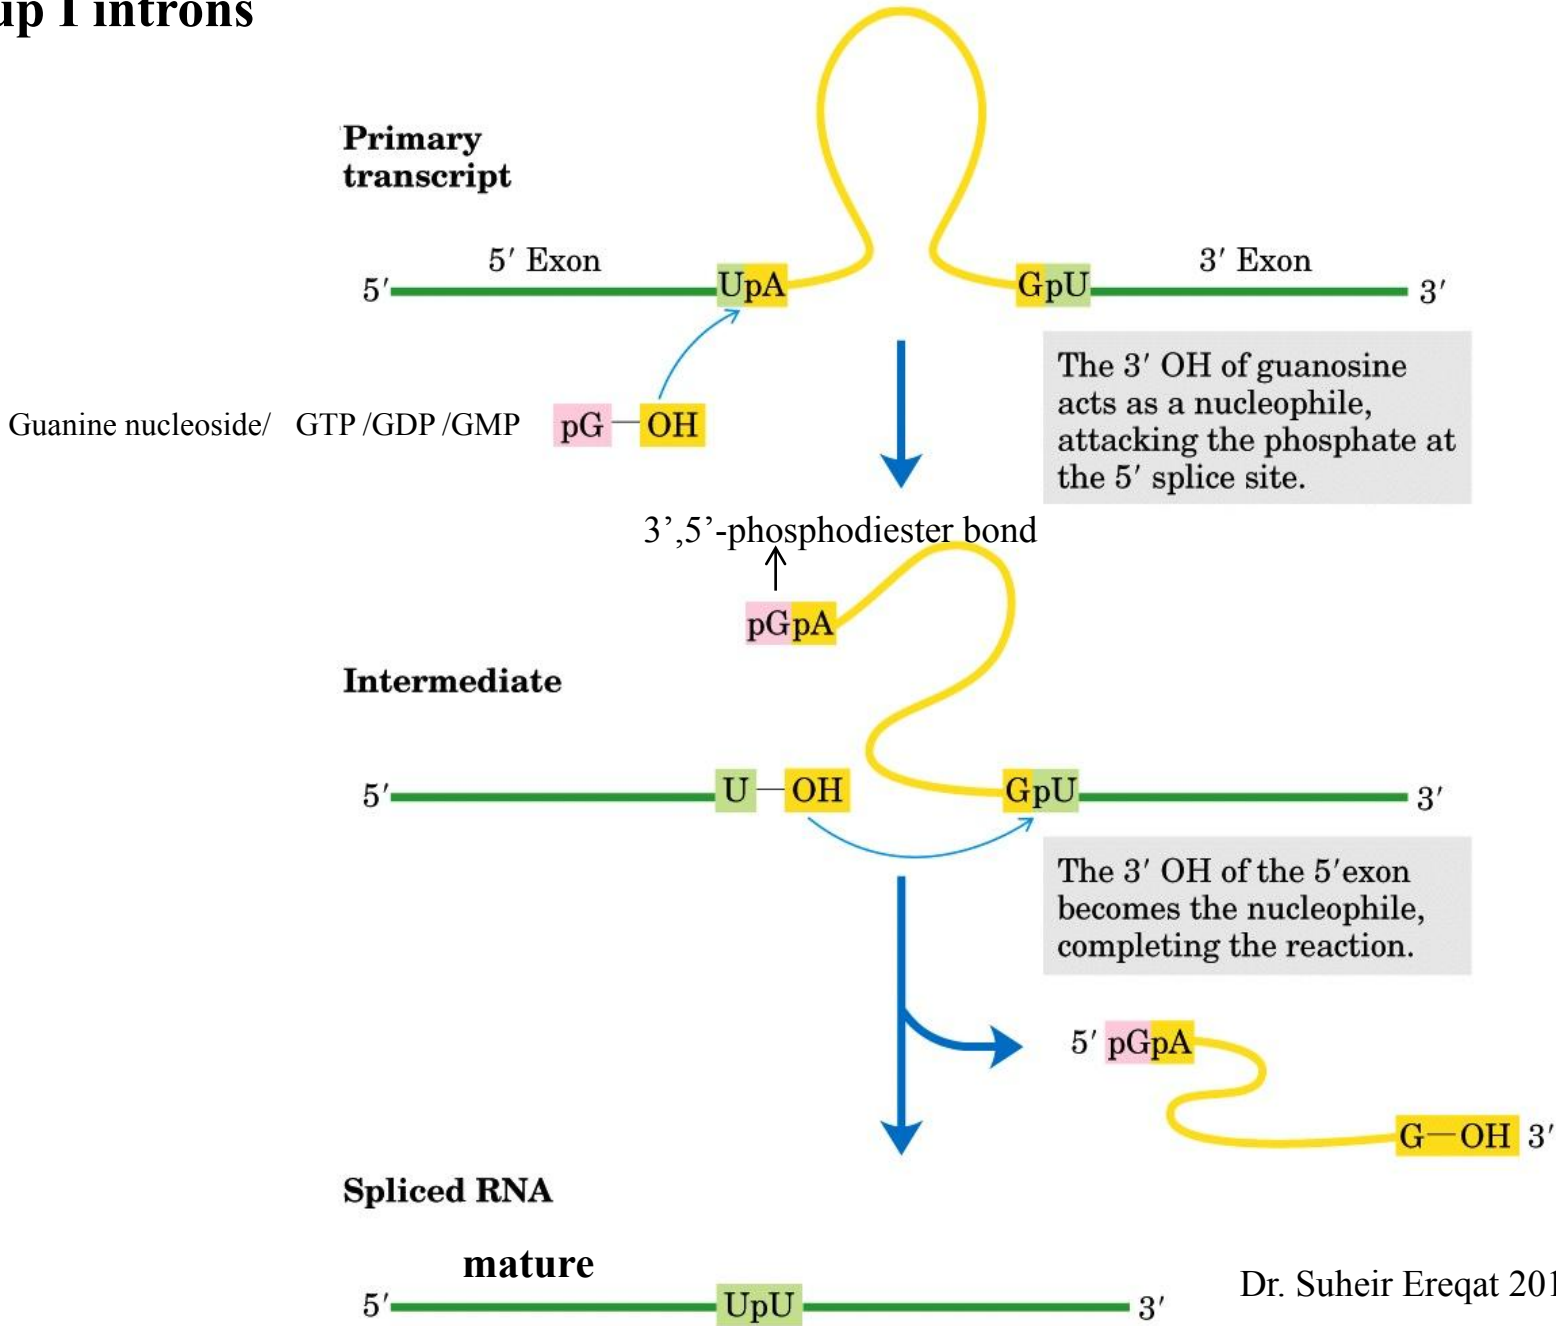 up I introns
Primary
transcript
5′ Exon
3′ Exon
5′
UpA
GpU
3′
The 3′ OH of guanosine
acts as a nucleophile,
attacking the phosphate at
the 5′ splice site.
Guanine nucleoside/ GTP /GDP /GMP
pG—OH
3’,5’-phosphodiester bond
pGpA
Intermediate
5′
U—OH
GpU
3′
The 3′ OH of the 5′exon
becomes the nucleophile,
completing the reaction.
5′ pGpA
G—OH 3′
Spliced RNA
mature
Dr. Suheir Ereqat 201
5′
UpU
3′